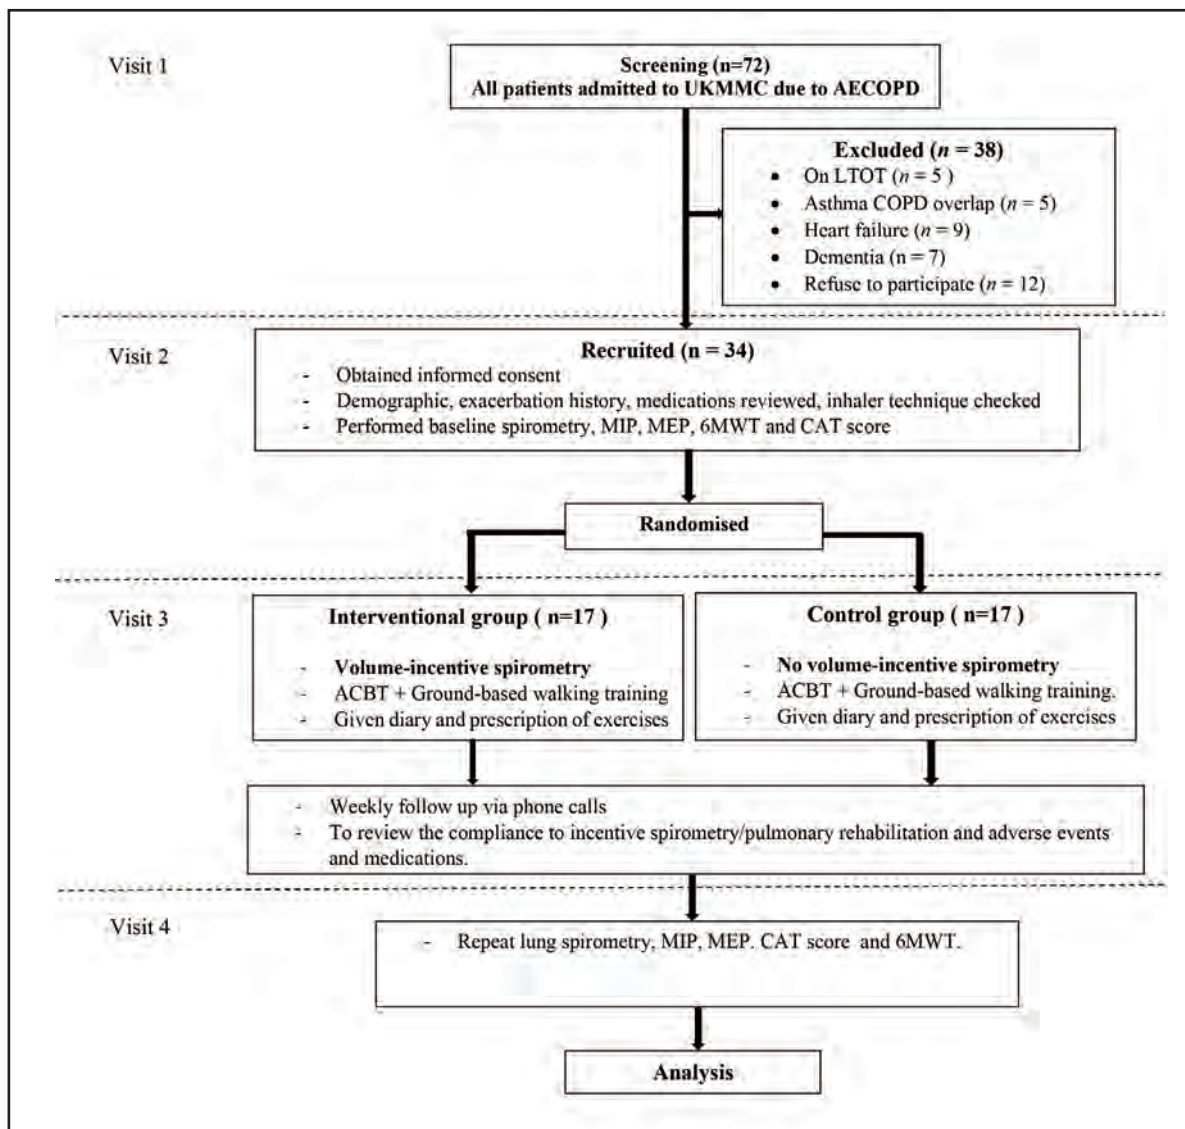 Visit 1
Screening (n=72)
All patients admitted to UKMMC due to AECOPD
Excluded (n = 38)
• On LTOT (n = 5 )
• Asthma COPD overlap (n = 5)
• Heart failure (n = 9)
• Dementia (n = 7)
• Refuse to participate (n = 12)
Visit 2
Recruited (n = 34)
- Obtained informed consent
- Demographic, exacerbation history, medications reviewed, inhaler technique checked
- Performed baseline spirometry, MIP, MEP, 6MWT and CAT score
Randomised
Visit 3
Interventional group ( n=17 )
- Volume-incentive spirometry
- ACBT + Ground-based walking training
- Given diary and prescription of exercises
Control group ( n=17 )
- No volume-incentive spirometry
- ACBT + Ground-based walking training.
- Given diary and prescription of exercises
- Weekly follow up via phone calls
- To review the compliance to incentive spirometry/pulmonary rehabilitation and adverse events
and medications.
Visit 4
- Repeat lung spirometry, MIP, MEP. CAT score and 6MWT.
Analysis